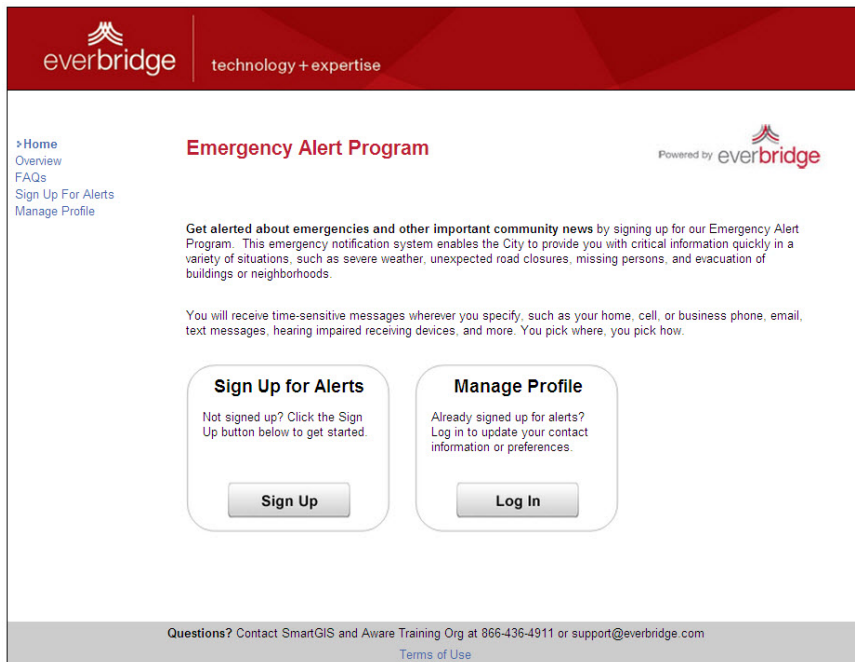 everbridge technology+expertise
>Home
Overview
FAQs
Sign Up For Alerts
Manage Profile
Emergency Alert Program
Powered by everbridge
Get alerted about emergencies and other important community news by signing up for our Emergency Alert
Program. This emergency notification system enables the City to provide you with critical information quickly in a
variety of situations, such as severe weather, unexpected road closures, missing persons, and evacuation of
buildings or neighborhoods.
You will receive time-sensitive messages wherever you specify, such as your home, cell, or business phone, email,
text messages, hearing impaired receiving devices, and more. You pick where, you pick how.
Sign Up for Alerts
Not signed up? Click the Sign
Up button below to get started.
Sign Up
Manage Profile
Already signed up for alerts?
Log in to update your contact
information or preferences.
Log In
Questions? Contact SmartGIS and Aware Training Org at 866-436-4911 or support@everbridge.com
Terms of Use